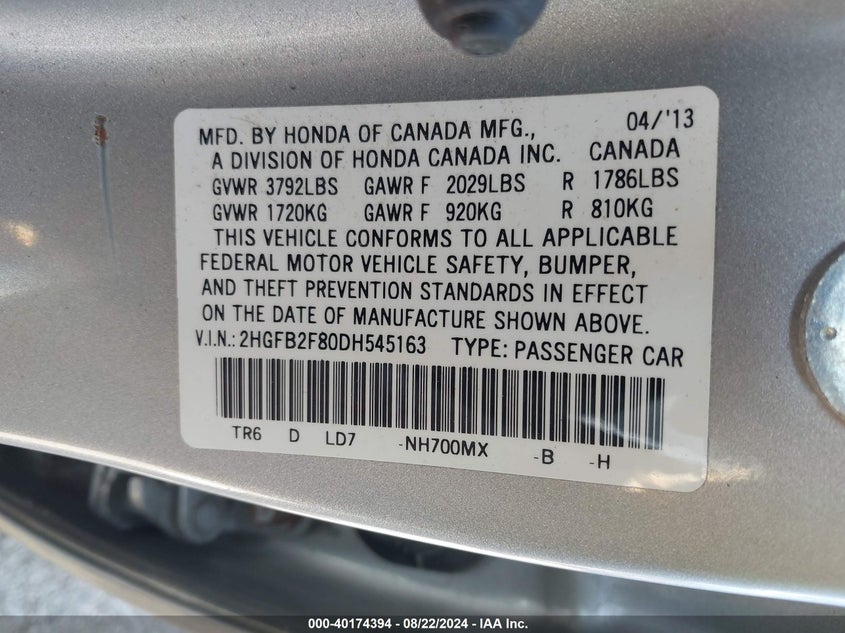 04/'13
MFD. BY HONDA OF CANADA MFG.,
A DIVISION OF HONDA CANADA INC. CANADA
GVWR 3792LBS GAWR F 2029LBS R 1786LBS
GVWR 1720KG GAWR F 920KG R 810KG
THIS VEHICLE CONFORMS TO ALL APPLICABLE
FEDERAL MOTOR VEHICLE SAFETY, BUMPER,
AND THEFT PREVENTION STANDARDS IN EFFECT
ON THE DATE OF MANUFACTURE SHOWN ABOVE.
V.I.N.: 2HGFB2F80DH545163 TYPE: PASSENGER CAR
TR6 D LD7 -NH700MX -B -H
000-40174394 - 08/22/2024 - IAA Inc.